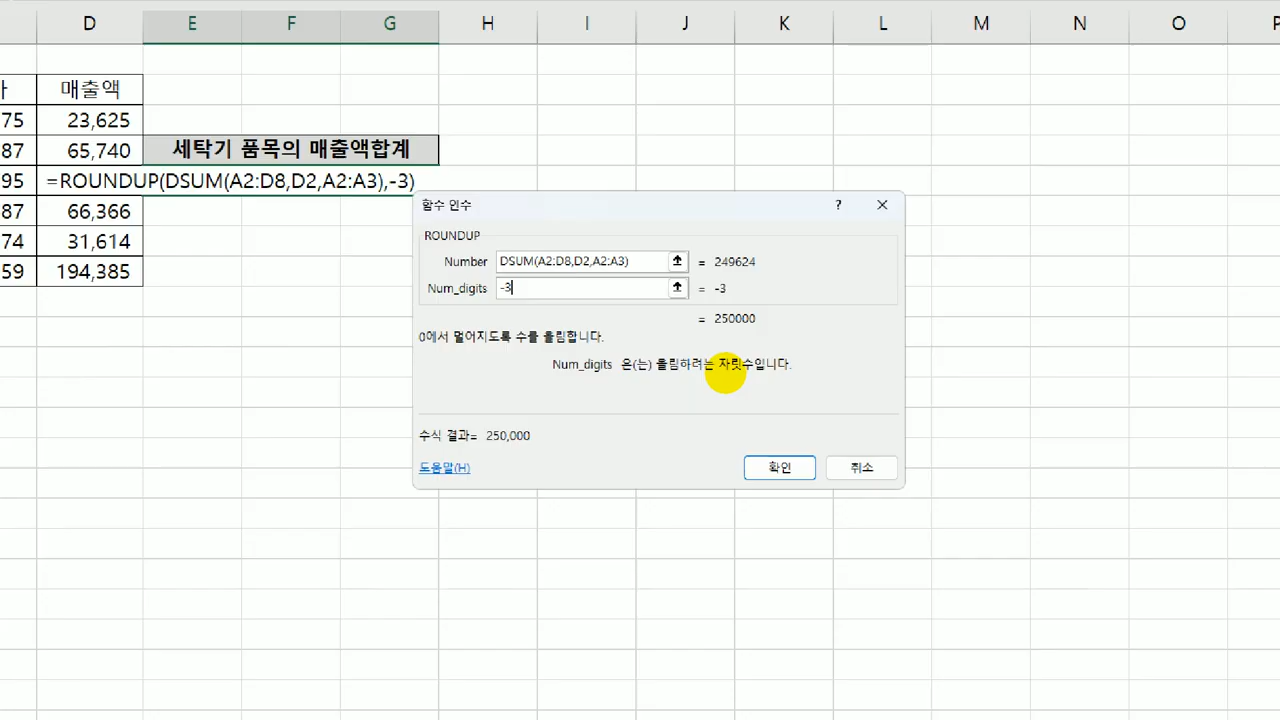 D E F G H I J K L M N O P
매출액
75 23,625
87 65,740 세탁기 품목의 매출액합계
95 =ROUNDUP(DSUM(A2:D8,D2,A2:A3),-3)
87 66,366
74 31,614
59 194,385
함수 인수 ?
ROUNDUP
Number DSUM(A2:D8,D2,A2:A3) = 249624
Num_digits -3 = -3
= 250000
0에서 멀어지도록 수를 올림합니다.
Num_digits 은(는) 올림하려는 자릿수입니다.
수식 결과= 250,000
도움말(H) 확인 취소